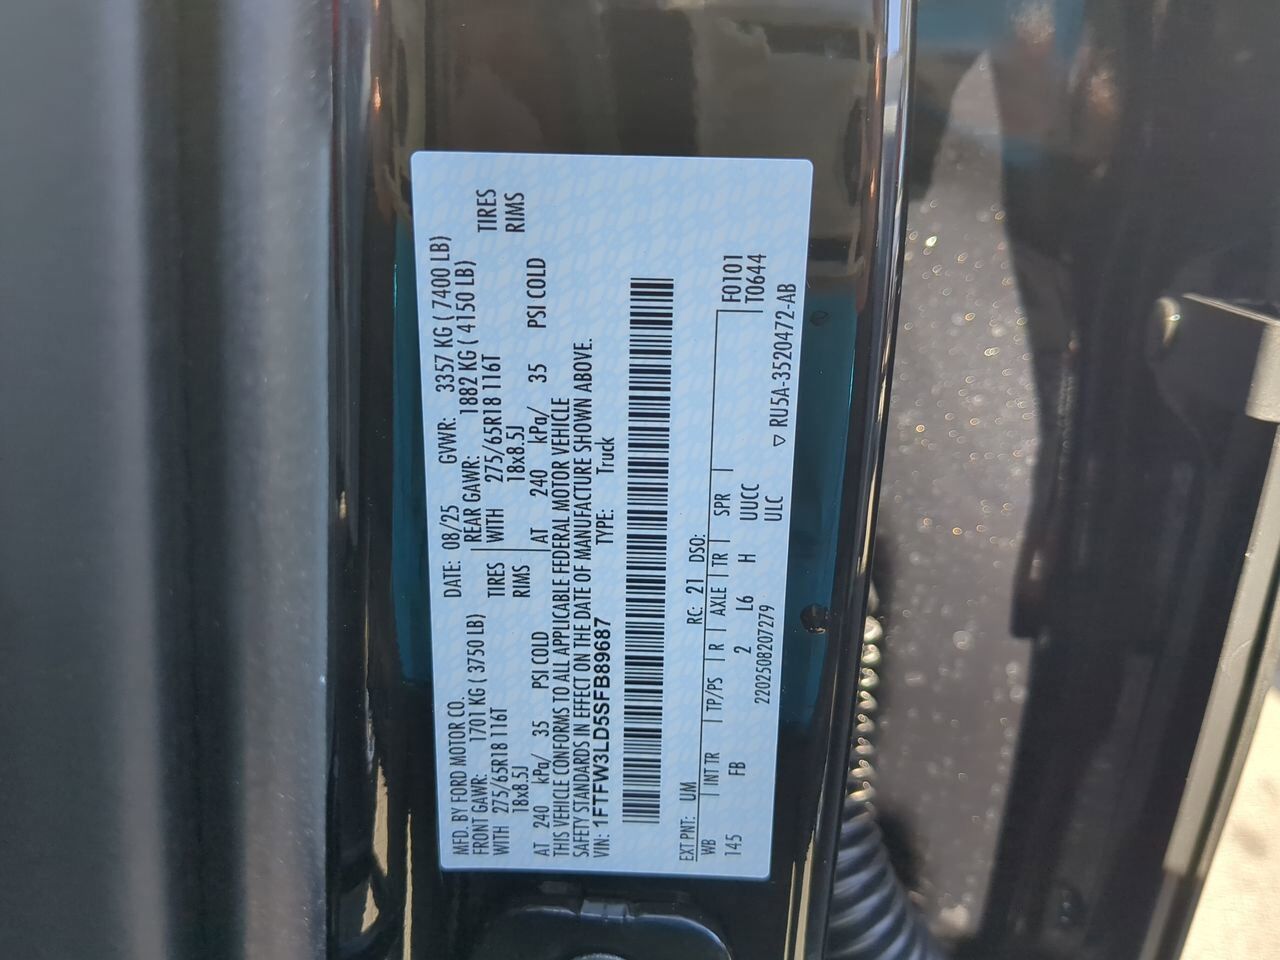 MFD. BY FORD MOTOR CO. DATE: 08/25 GVWR: 3357 KG ( 7400 LB)
FRONT GAWR: 1701 KG ( 3750 LB) REAR GAWR: 1882 KG ( 4150 LB)
WITH 275/65R18 116T TIRES WITH 275/65R18 116T TIRES
18x8.5J RIMS 18x8.5J RIMS
AT 240 kPa/ 35 PSI COLD AT 240 kPa/ 35 PSI COLD
THIS VEHICLE CONFORMS TO ALL APPLICABLE FEDERAL MOTOR VEHICLE
SAFETY STANDARDS IN EFFECT ON THE DATE OF MANUFACTURE SHOWN ABOVE.
VIN: 1FTFW3LD5SFB89687 TYPE: Truck
EXT PNT: UM RC: 21 DSO:
WB INT TR TP/PS R AXLE TR SPR F0101
145 FB 2 L6 H UUCC T0644
2202508207279 ULC
▽ RU5A-3520472-AB